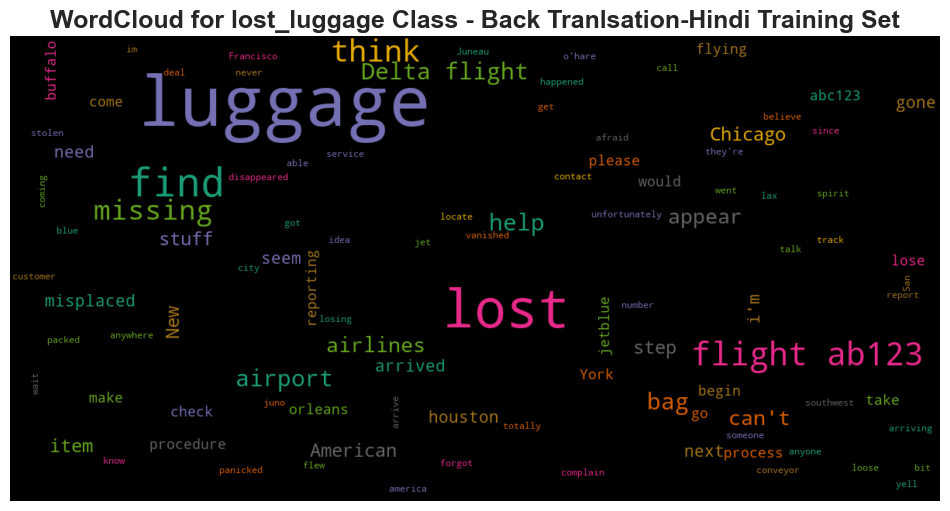 WordCloud for lost_luggage Class - Back Tranlsation-Hindi Training Set
im
think
Juneau
flying
buffalo
Francisco
o'hare
deal
never
Delta flight
call
happened
luggage
come
get
abc123
gone
believe
stolen
afraid
Chicago
since
need
service
they're
able
please
find
disappeared
contact
would
coming
went
lax
spirit
missing
blue
got
locate
help
unfortunately
appear
stuff
idea
jet
vanished
track
talk
seem
city
lose
customer
reporting
San
report
misplaced
lost
number
i'm
New
losing
jetblue
packed
anywhere
airlines
step
flight ab123
arrived
airport
York
wait
make
juno
begin
bag
take
check
orleans
arrive
houston
go
can't
southwest
totally
arriving
someone
item
procedure
American
next
process
anyone
know
panicked
flew
forgot
complain
conveyor
loose
bit
america
yell